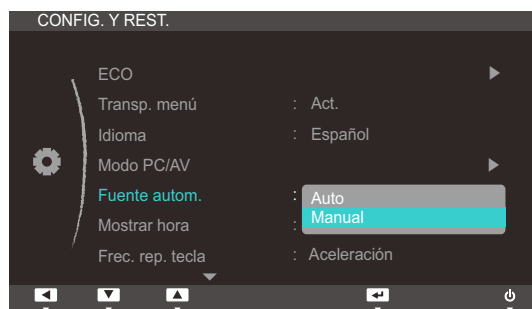 CONFIG. Y REST.
ECO
Transp. menú : Act.
Idioma : Español
Modo PC/AV
Fuente autom. : Auto
Manual
Mostrar hora :
Frec. rep. tecla : Aceleración